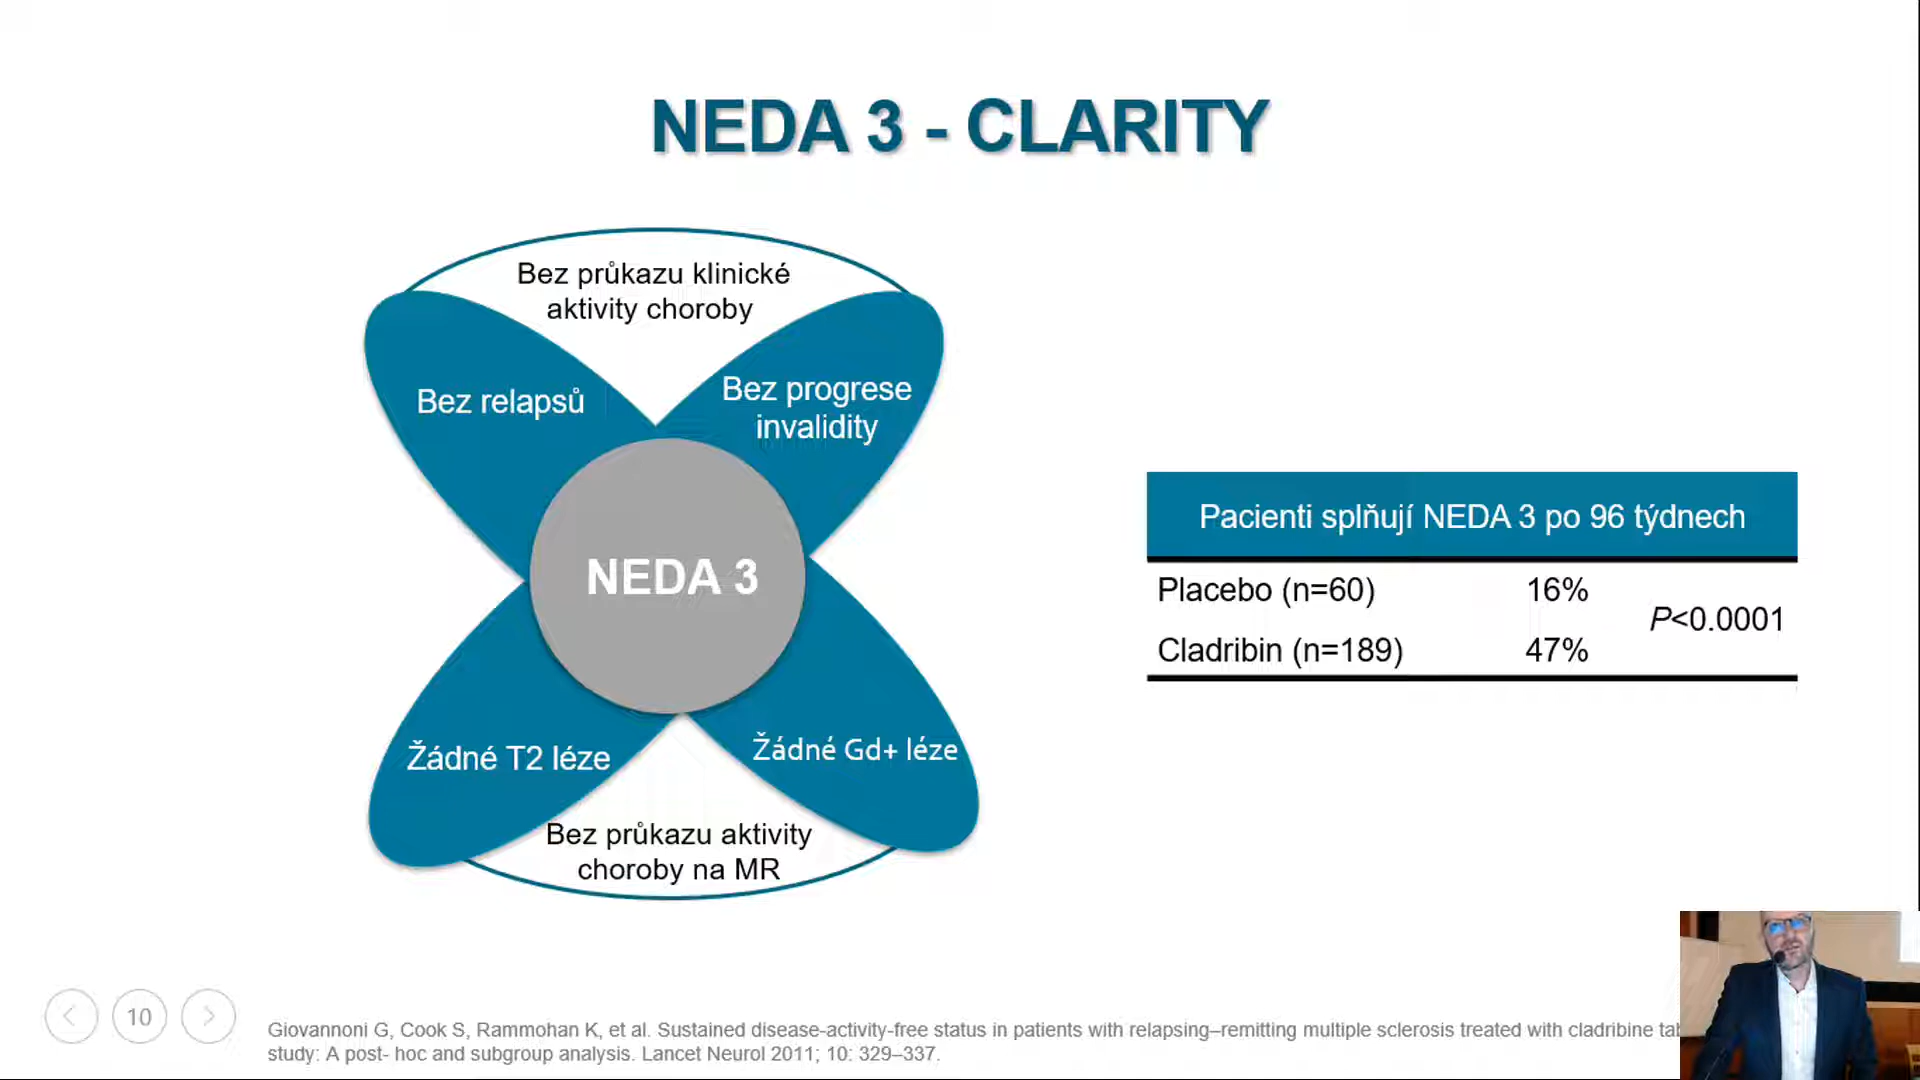 NEDA 3 - CLARITY
Bez průkazu klinické
aktivity choroby
Bez relapsů
Bez progrese
invalidity
NEDA 3
Žádné T2 léze
Žádné Gd+ léze
Bez průkazu aktivity
choroby na MR
Pacienti splňují NEDA 3 po 96 týdnech
Placebo (n=60) 16%
P<0.0001
Cladribin (n=189) 47%
10
Giovannoni G, Cook S, Rammohan K, et al. Sustained disease-activity-free status in patients with relapsing–remitting multiple sclerosis treated with cladribine
study: A post- hoc and subgroup analysis. Lancet Neurol 2011; 10: 329–337.